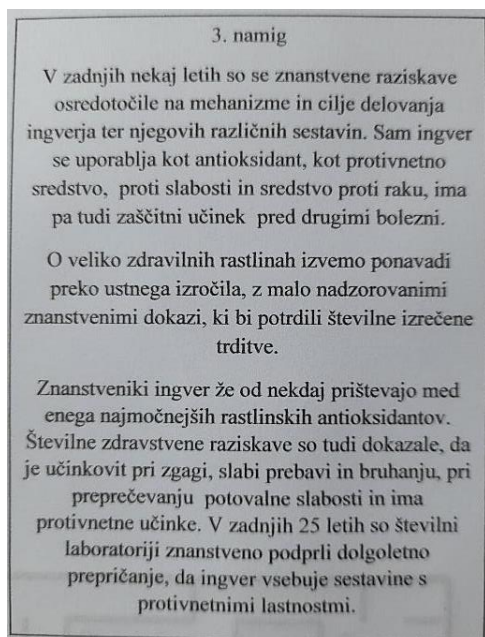 3. namig
V zadnjih nekaj letih so se znanstvene raziskave
osredotočile na mehanizme in cilje delovanja
ingverja ter njegovih različnih sestavin. Sam ingver
se uporablja kot antioksidant, kot protivnetno
sredstvo, proti slabosti in sredstvo proti raku, ima
pa tudi zaščitni učinek pred drugimi bolezni.
O veliko zdravilnih rastlinah izvemo ponavadi
preko ustnega izročila, z malo nadzorovanimi
znanstvenimi dokazi, ki bi potrdili številne izrečene
trditve.
Znanstveniki ingver že od nekdaj prištevajo med
enega najmočnejših rastlinskih antioksidantov.
Številne zdravstvene raziskave so tudi dokazale, da
je učinkovit pri zgagi, slabi prebavi in bruhanju, pri
preprečevanju potovalne slabosti in ima
protivnetne učinke. V zadnjih 25 letih so številni
laboratoriji znanstveno podprli dolgoletno
prepričanje, da ingver vsebuje sestavine s
protivnetnimi lastnostmi.